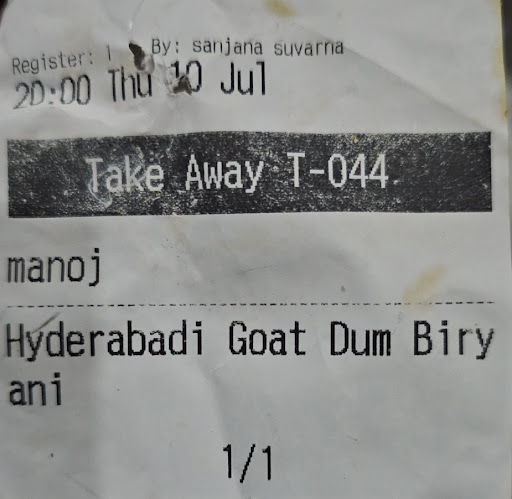 Register: 1 By: sanjana suvarna
20:00 Thu 10 Jul
Take Away T-044
manoj
Hyderabadi Goat Dum Biry
ani
1/1